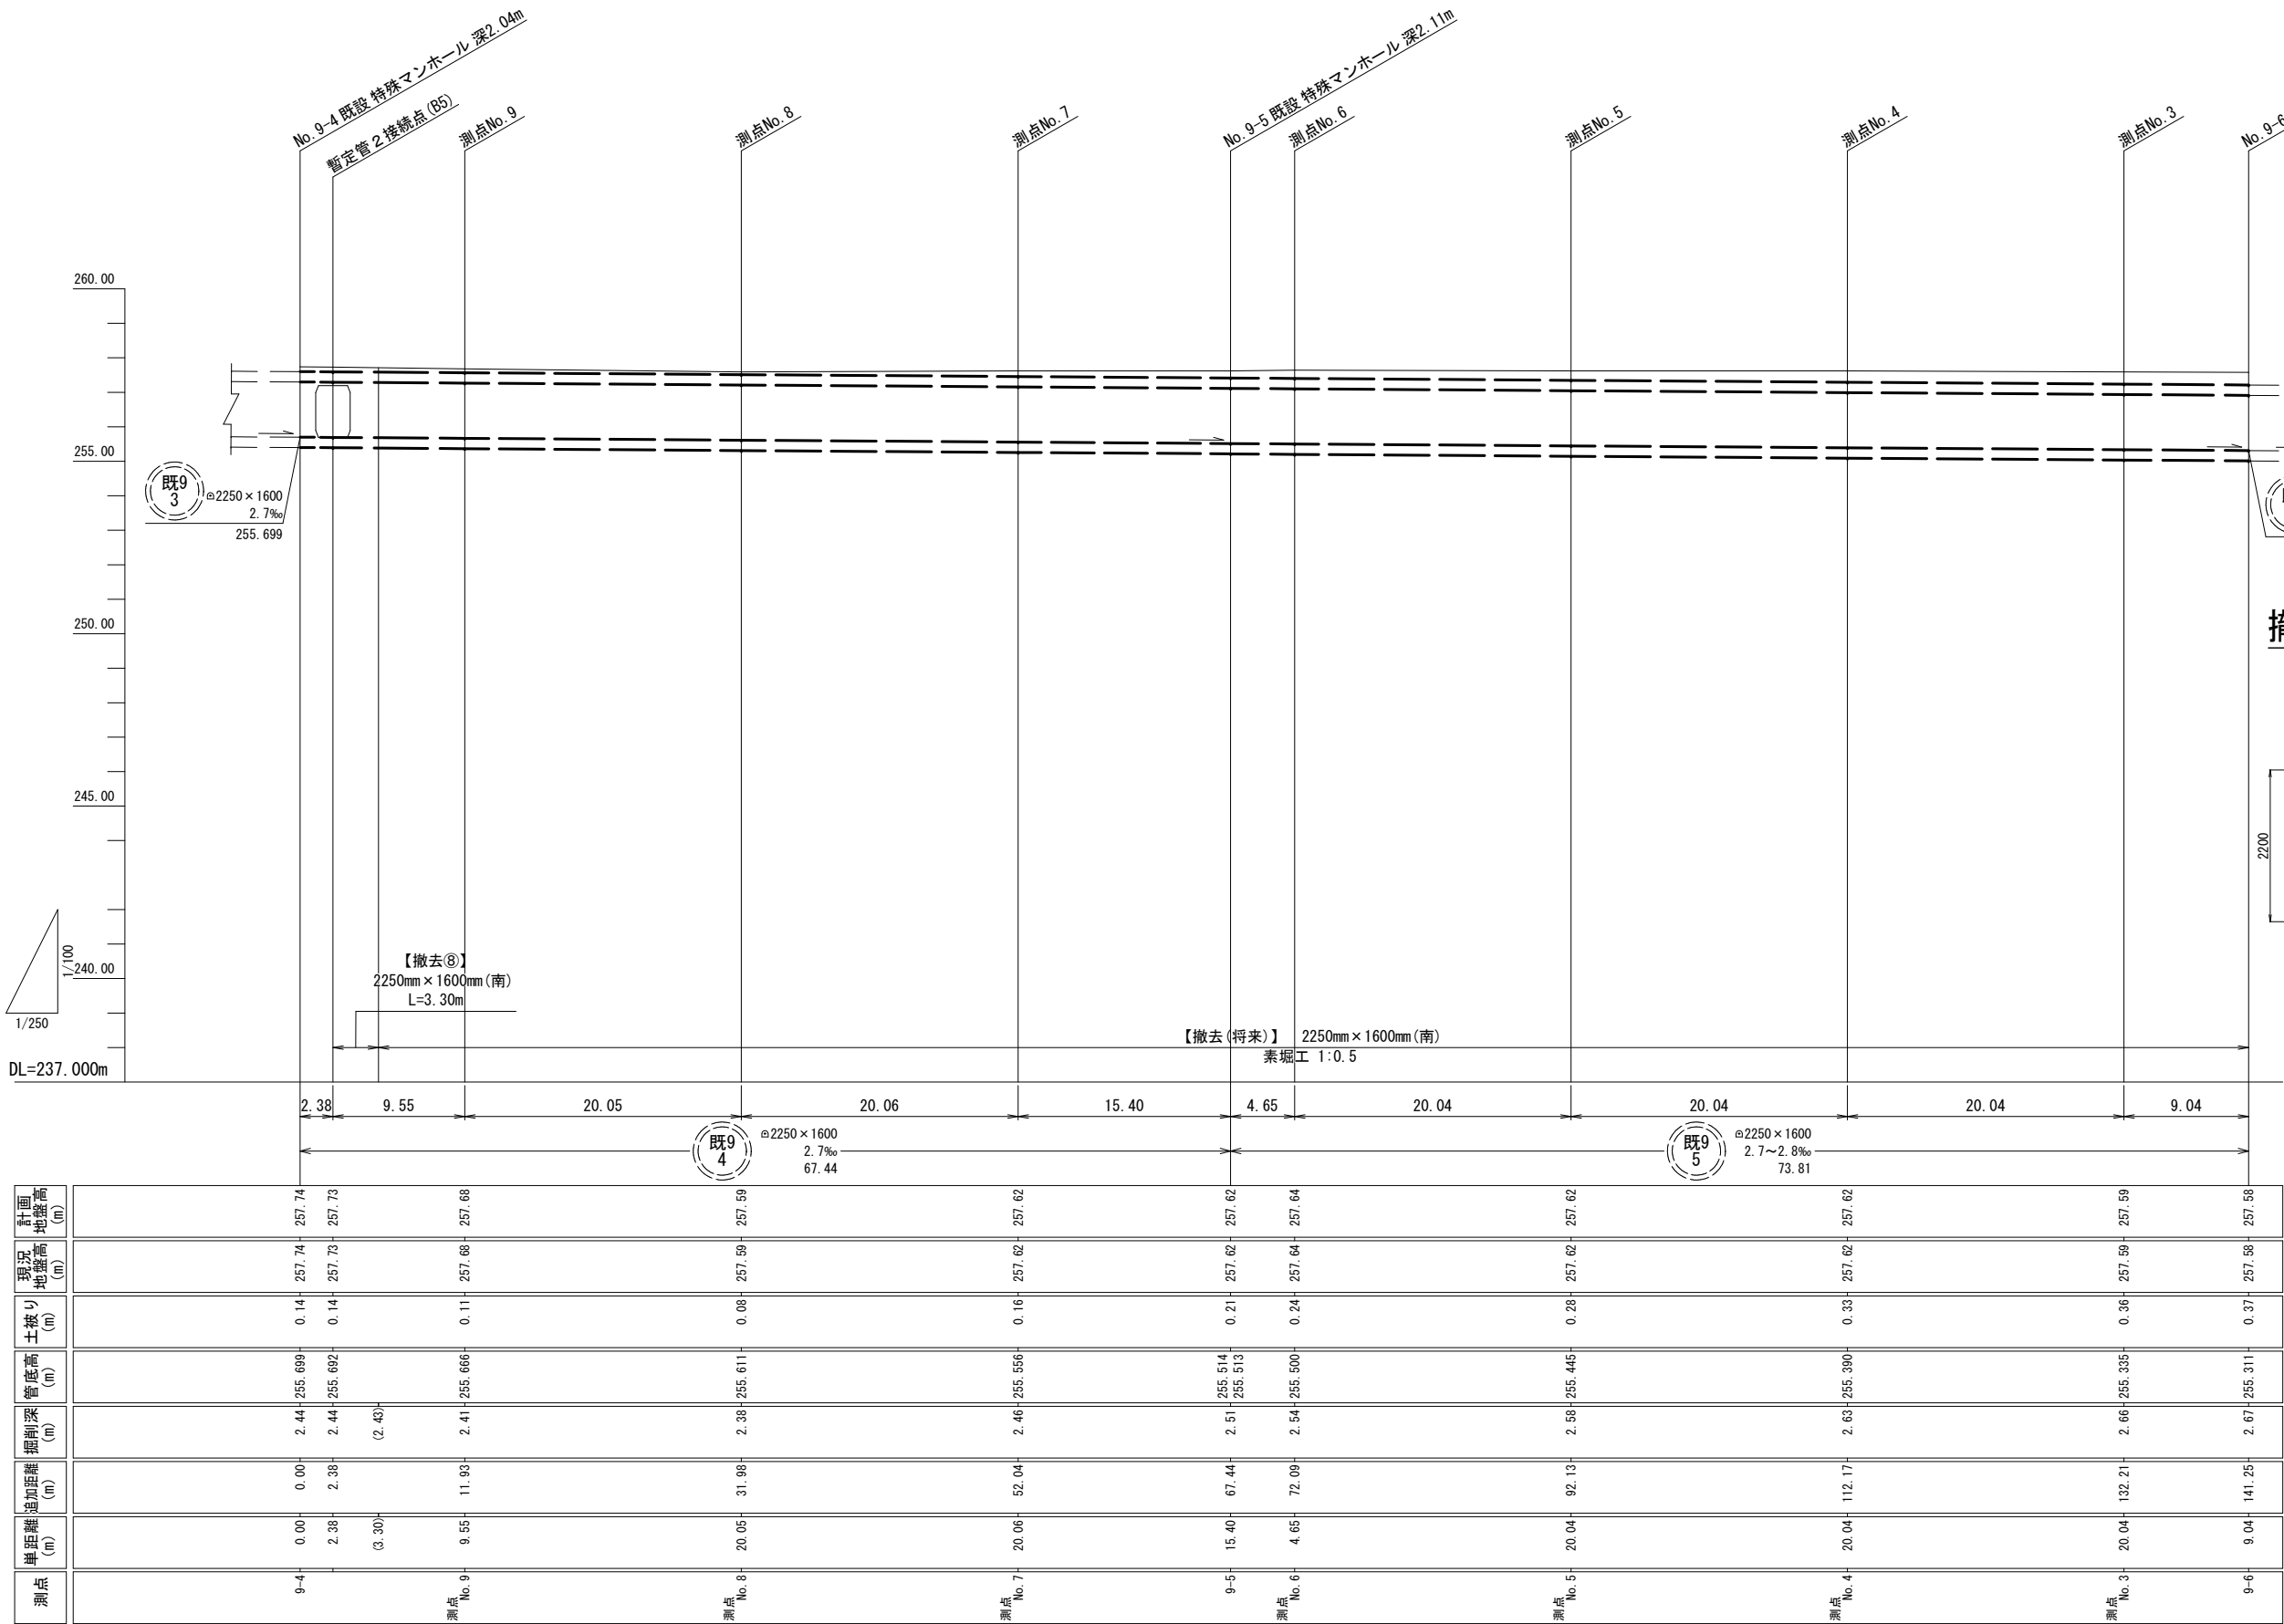 No.9-4 既設 特殊マンホール 深2.04m
暫定管2接続点(B5)
測点No.9
測点No.8
測点No.7
No.9-5 既設 特殊マンホール 深2.11m
測点No.6
測点No.5
測点No.4
測点No.3
No.9-6
260.00
255.00
250.00
245.00
240.00
既9
3
2250×1600
2.7‰
255.699
2200
1/100
1/250
【撤去⑧】
2250mm×1600mm(南)
L=3.30m
【撤去(将来)】 2250mm×1600mm(南)
素堀工 1:0.5
DL=237.000m
2.38 9.55 20.05 20.06 15.40 4.65 20.04 20.04 20.04 9.04
既9
4
2250×1600
2.7‰
67.44
既9
5
2250×1600
2.7~2.8‰
73.81
計画
地盤高
(m)
257.74 257.73 257.68 257.59 257.62 257.62 257.64 257.62 257.62 257.59 257.58
現況
地盤高
(m)
257.74 257.73 257.68 257.59 257.62 257.62 257.64 257.62 257.62 257.59 257.58
土被り
(m)
0.14 0.14 0.11 0.08 0.16 0.21 0.24 0.28 0.33 0.36 0.37
管底高
(m)
255.699 255.692 255.666 255.611 255.556 255.514 255.513 255.500 255.445 255.390 255.335 255.311
掘削深
(m)
2.44 2.44 (2.43) 2.41 2.38 2.46 2.51 2.54 2.58 2.63 2.66 2.67
追加距離
(m)
0.00 2.38 11.93 31.98 52.04 67.44 72.09 92.13 112.17 132.21 141.25
単距離
(m)
0.00 2.38 (3.30) 9.55 20.05 20.06 15.40 4.65 20.04 20.04 20.04 9.04
測点
9-4
測点 No.9
測点 No.8
測点 No.7
9-5
測点 No.6
測点 No.5
測点 No.4
測点 No.3
9-6